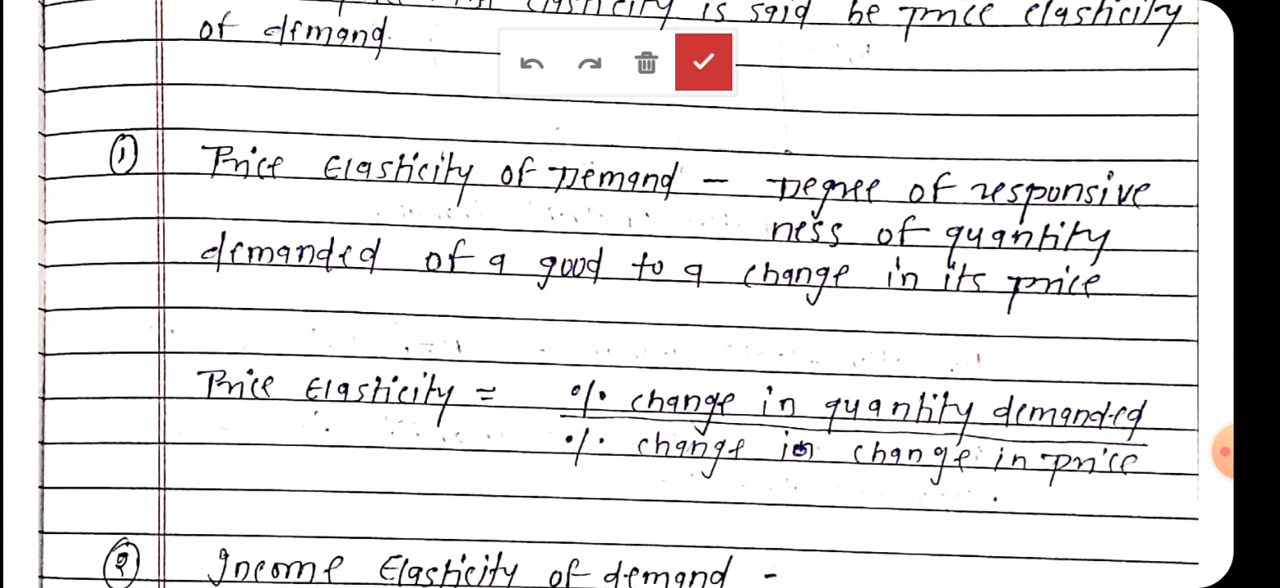 is said be price elasticity
of demand.
① Price Elasticity of Demand – Degree of responsive
ness of quantity
demanded of a good to a change in its price
Price Elasticity = % change in quantity demanded
% change in change in price
② Income Elasticity of demand -